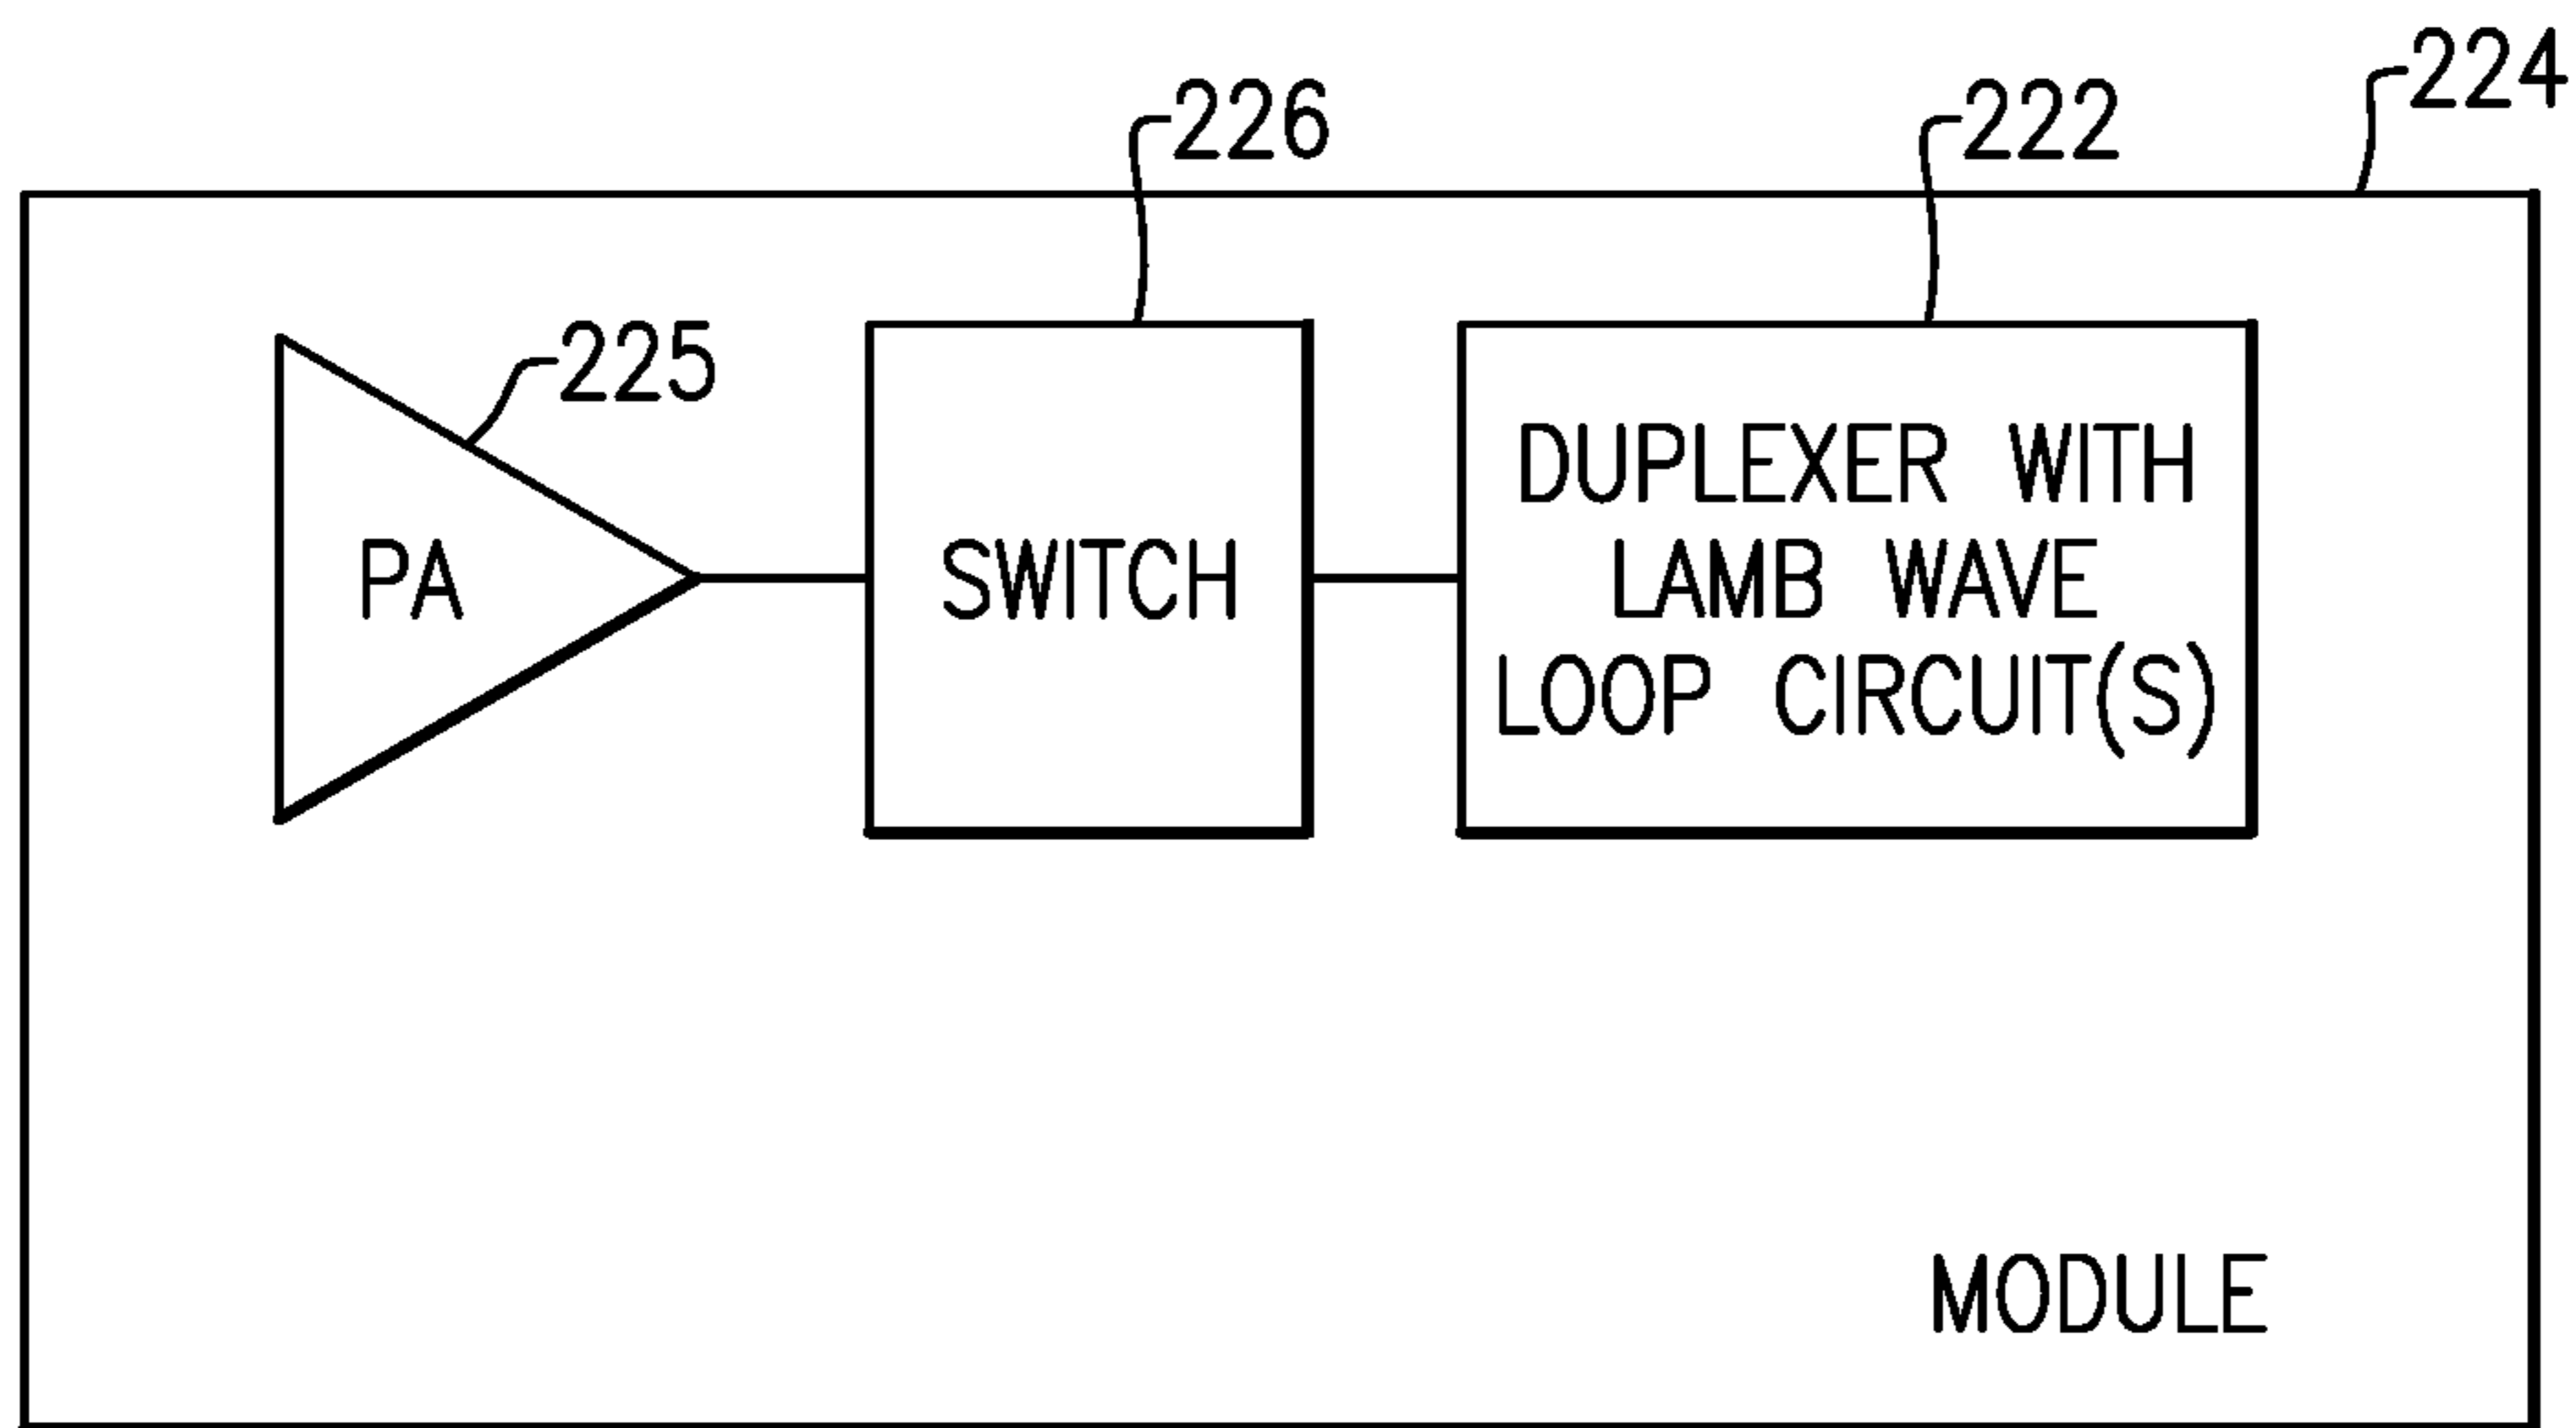 224
226
222
225
PA
SWITCH
DUPLEXER WITH
LAMB WAVE
LOOP CIRCUIT(S)
MODULE